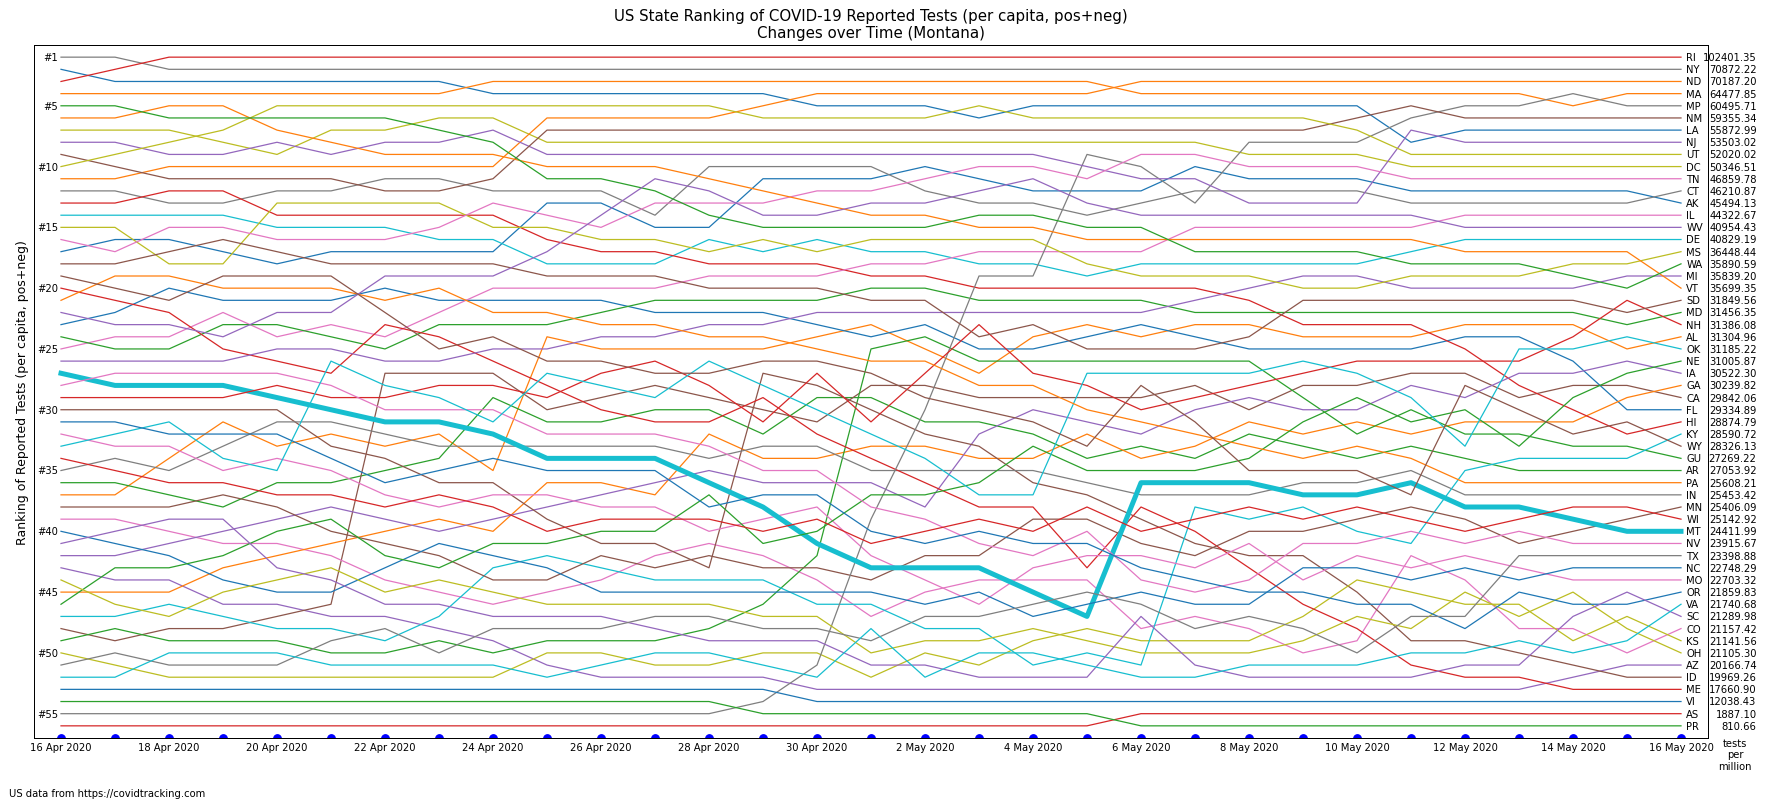 US State Ranking of COVID-19 Reported Tests (per capita, pos+neg)
Changes over Time (Montana)
Ranking of Reported Tests (per capita, pos+neg)
#1
#5
#10
#15
#20
#25
#30
#35
#40
#45
#50
#55
RI 102401.35
NY 70872.22
ND 70187.20
MA 64477.85
MP 60495.71
NM 59355.34
LA 55872.99
NJ 53503.02
UT 52020.02
DC 50346.51
TN 46859.78
CT 46210.87
AK 45494.13
IL 44322.67
WV 40954.43
DE 40829.19
MS 36448.44
WA 35890.59
MI 35839.20
VT 35699.35
SD 31849.56
MD 31456.35
NH 31386.08
AL 31304.96
OK 31185.22
NE 31005.87
IA 30522.30
GA 30239.82
CA 29842.06
FL 29334.89
HI 28874.79
KY 28590.72
WY 28326.13
GU 27269.22
AR 27053.92
PA 25608.21
IN 25453.42
MN 25406.09
WI 25142.92
MT 24411.99
NV 23915.67
TX 23398.88
NC 22748.29
MO 22703.32
OR 21859.83
VA 21740.68
SC 21289.98
CO 21157.42
KS 21141.56
OH 21105.30
AZ 20166.74
ID 19969.26
ME 17660.90
VI 12038.43
AS 1887.10
PR 810.66
16 Apr 2020 18 Apr 2020 20 Apr 2020 22 Apr 2020 24 Apr 2020 26 Apr 2020 28 Apr 2020 30 Apr 2020 2 May 2020 4 May 2020 6 May 2020 8 May 2020 10 May 2020 12 May 2020 14 May 2020 16 May 2020
tests
per
million
US data from https://covidtracking.com